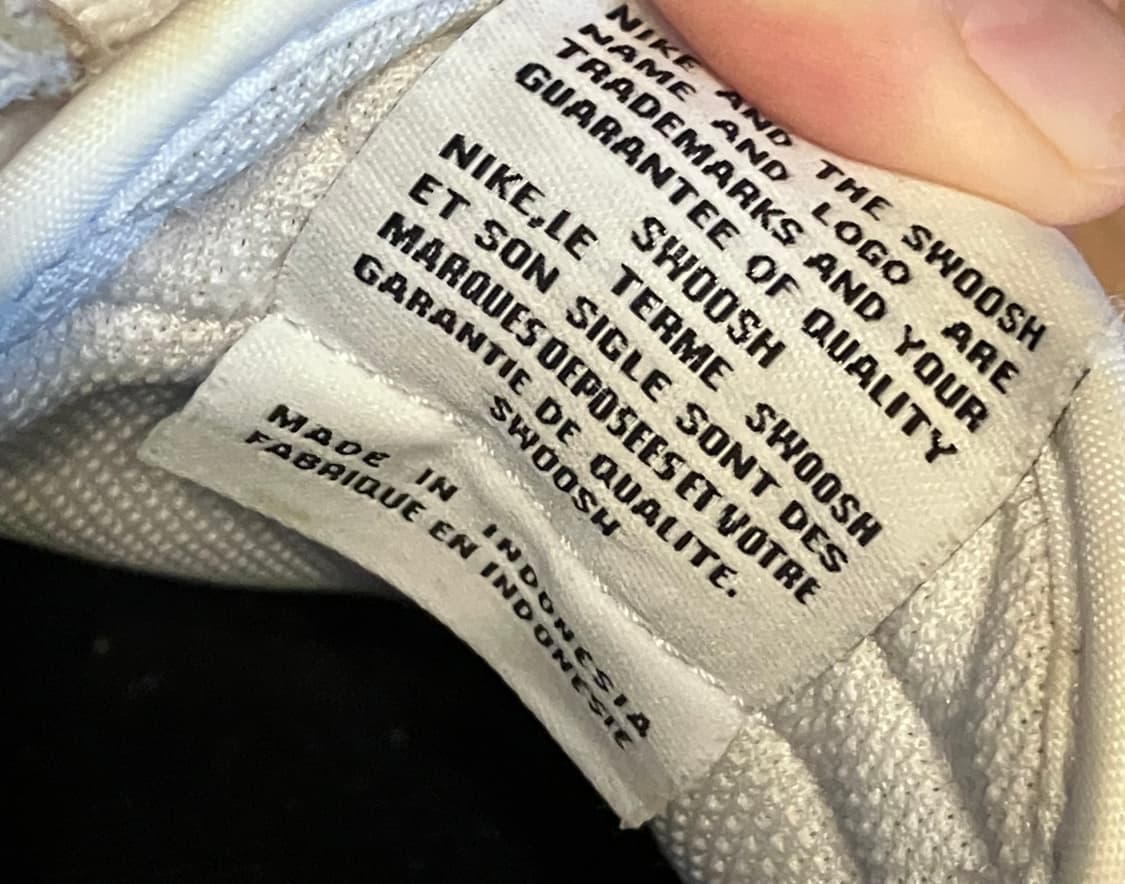 NIKE AND THE SWOOSH
NAME AND LOGO ARE
TRADEMARKS AND YOUR
GUARANTEE OF QUALITY
SWOOSH
NIKE,LE TERME SWOOSH
ET SON SIGLE SONT DES
MARQUES DEPOSEES ET VOTRE
GARANTIE DE QUALITE.
SWOOSH
MADE IN INDONESIA
FABRIQUE EN INDONESIE